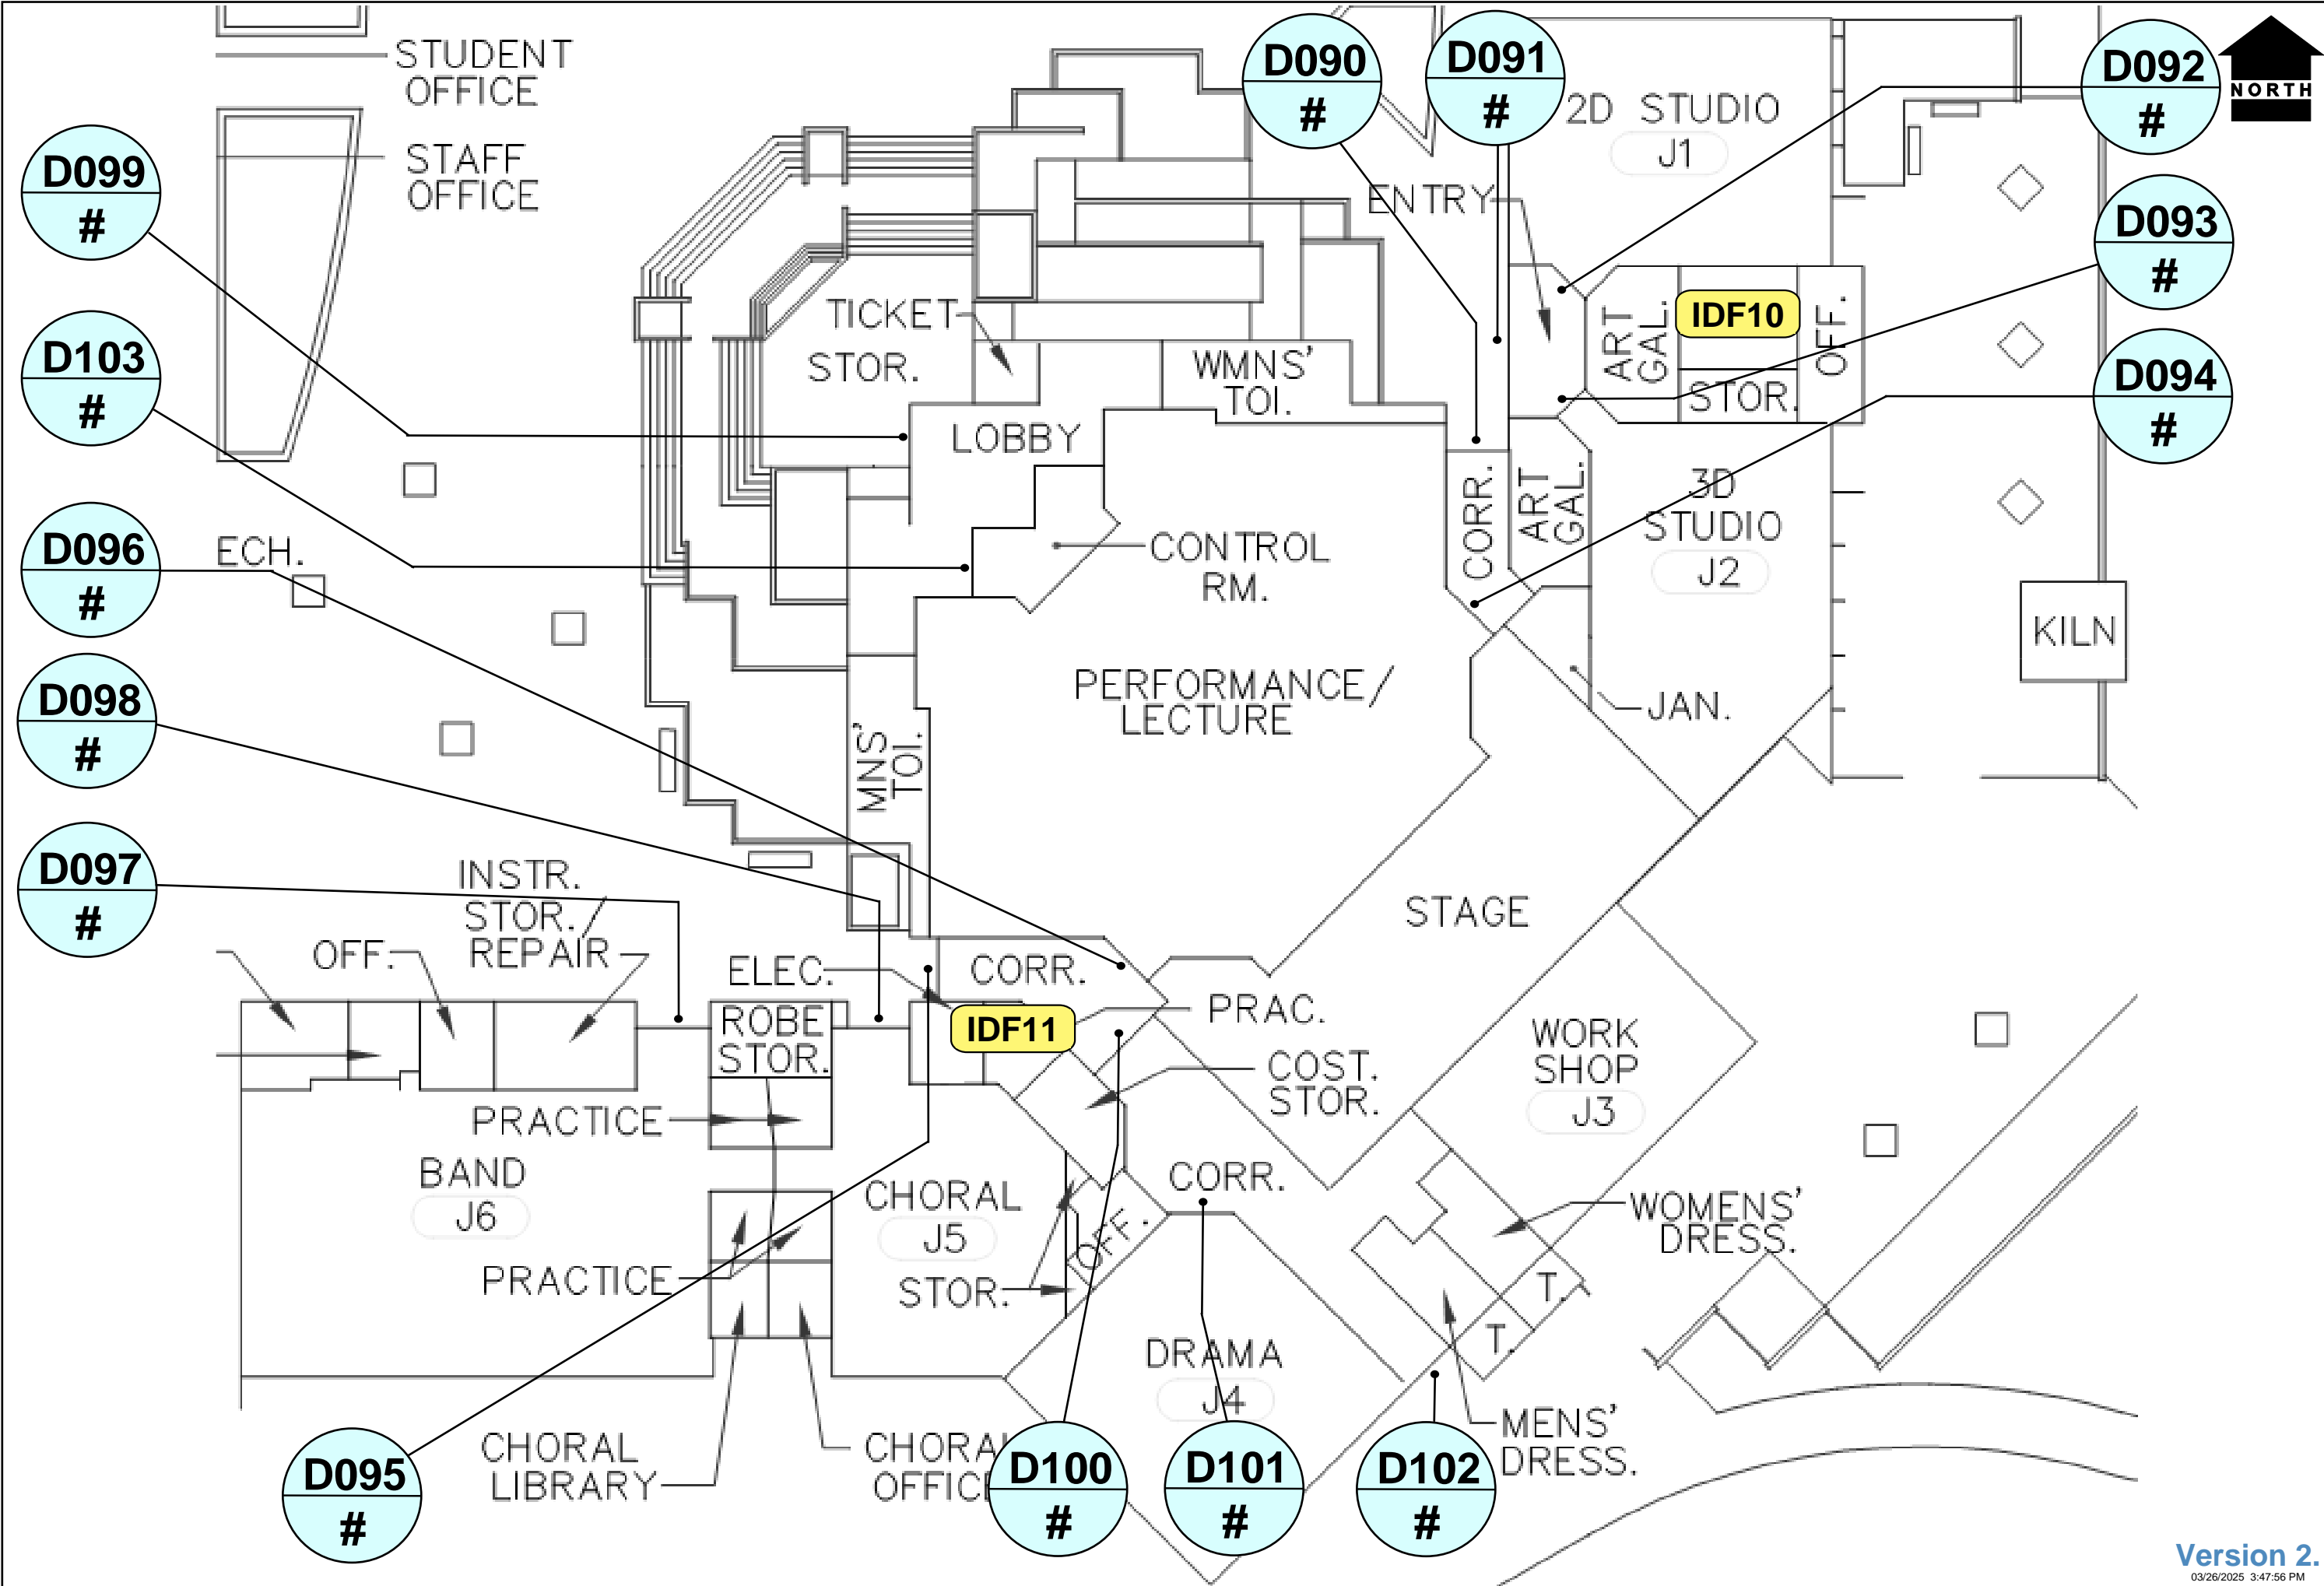 STUDENT
OFFICE
STAFF
OFFICE
D090
#
D091
#
D092
#
NORTH
2D STUDIO
J1
D099
#
ENTRY
D093
#
D103
#
TICKET
STOR.
WMNS'
TOI.
ART
GAL.
IDF10
STOR.
OFF.
D094
#
LOBBY
CORR.
ART
GAL.
3D
STUDIO
J2
D096
#
ECH.
CONTROL
RM.
KILN
D098
#
PERFORMANCE/
LECTURE
JAN.
MNS'
TOI.
D097
#
INSTR.
STOR./
REPAIR
OFF.
STAGE
ELEC.
CORR.
IDF11
PRAC.
ROBE
STOR.
COST.
STOR.
WORK
SHOP
J3
PRACTICE
BAND
J6
CHORAL
J5
CORR.
OFF.
WOMENS'
DRESS.
PRACTICE
STOR.
T.
T.
DRAMA
J4
MENS'
DRESS.
D095
#
CHORAL
LIBRARY
CHORA
OFFIC
D100
#
D101
#
D102
#
Version 2.
03/26/2025 3:47:56 PM